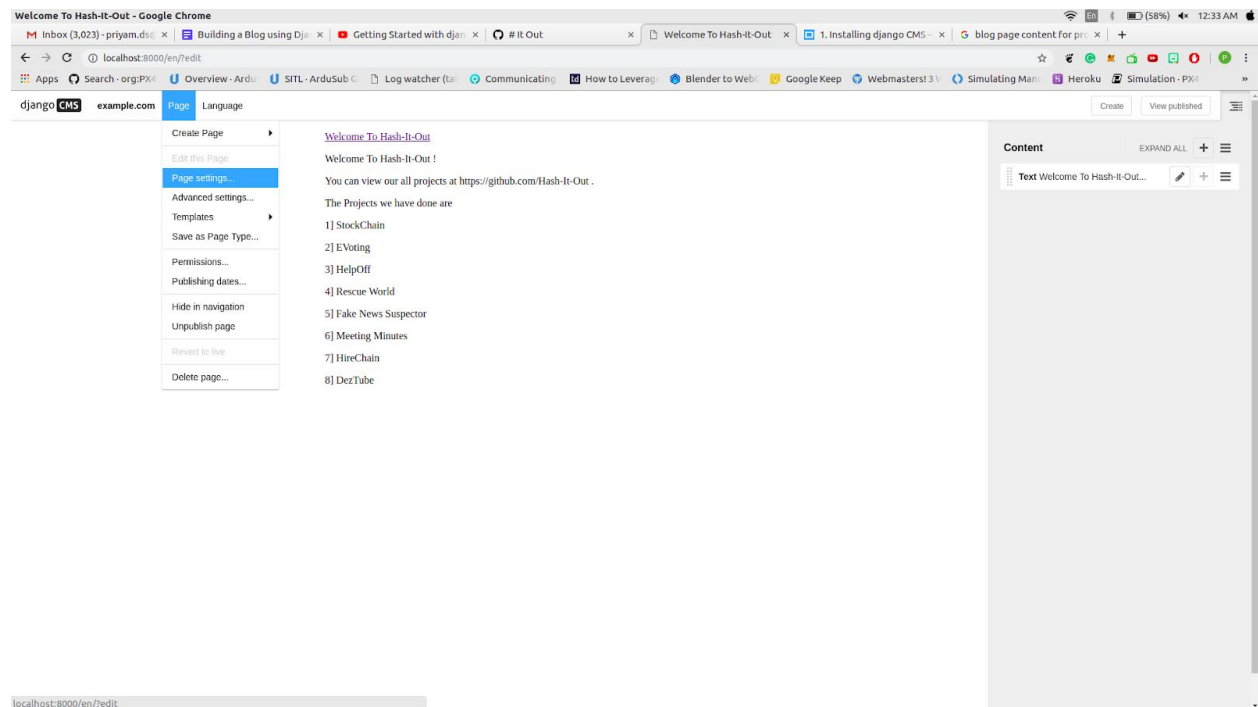 Welcome To Hash-It-Out - Google Chrome En (58%) 12:33 AM
Inbox (3,023) - priyam.ds@ Building a Blog using Dja Getting Started with djan # It Out Welcome To Hash-It-Out 1. Installing django CMS – blog page content for pro
localhost:8000/en/?edit
Apps Search · org:PX4 Overview · Ardu SITL · ArduSub G Log watcher (tai Communicating How to Leverag Blender to Web Google Keep Webmasters! 3 Simulating Man Heroku Simulation · PX4 »
django CMS example.com Page Language Create View published
Create Page
Edit this Page
Page settings...
Advanced settings...
Templates
Save as Page Type...
Permissions...
Publishing dates...
Hide in navigation
Unpublish page
Revert to live
Delete page...
Welcome To Hash-It-Out
Welcome To Hash-It-Out !
You can view our all projects at https://github.com/Hash-It-Out .
The Projects we have done are
1] StockChain
2] EVoting
3] HelpOff
4] Rescue World
5] Fake News Suspector
6] Meeting Minutes
7] HireChain
8] DezTube
Content EXPAND ALL
Text Welcome To Hash-It-Out...
localhost:8000/en/?edit